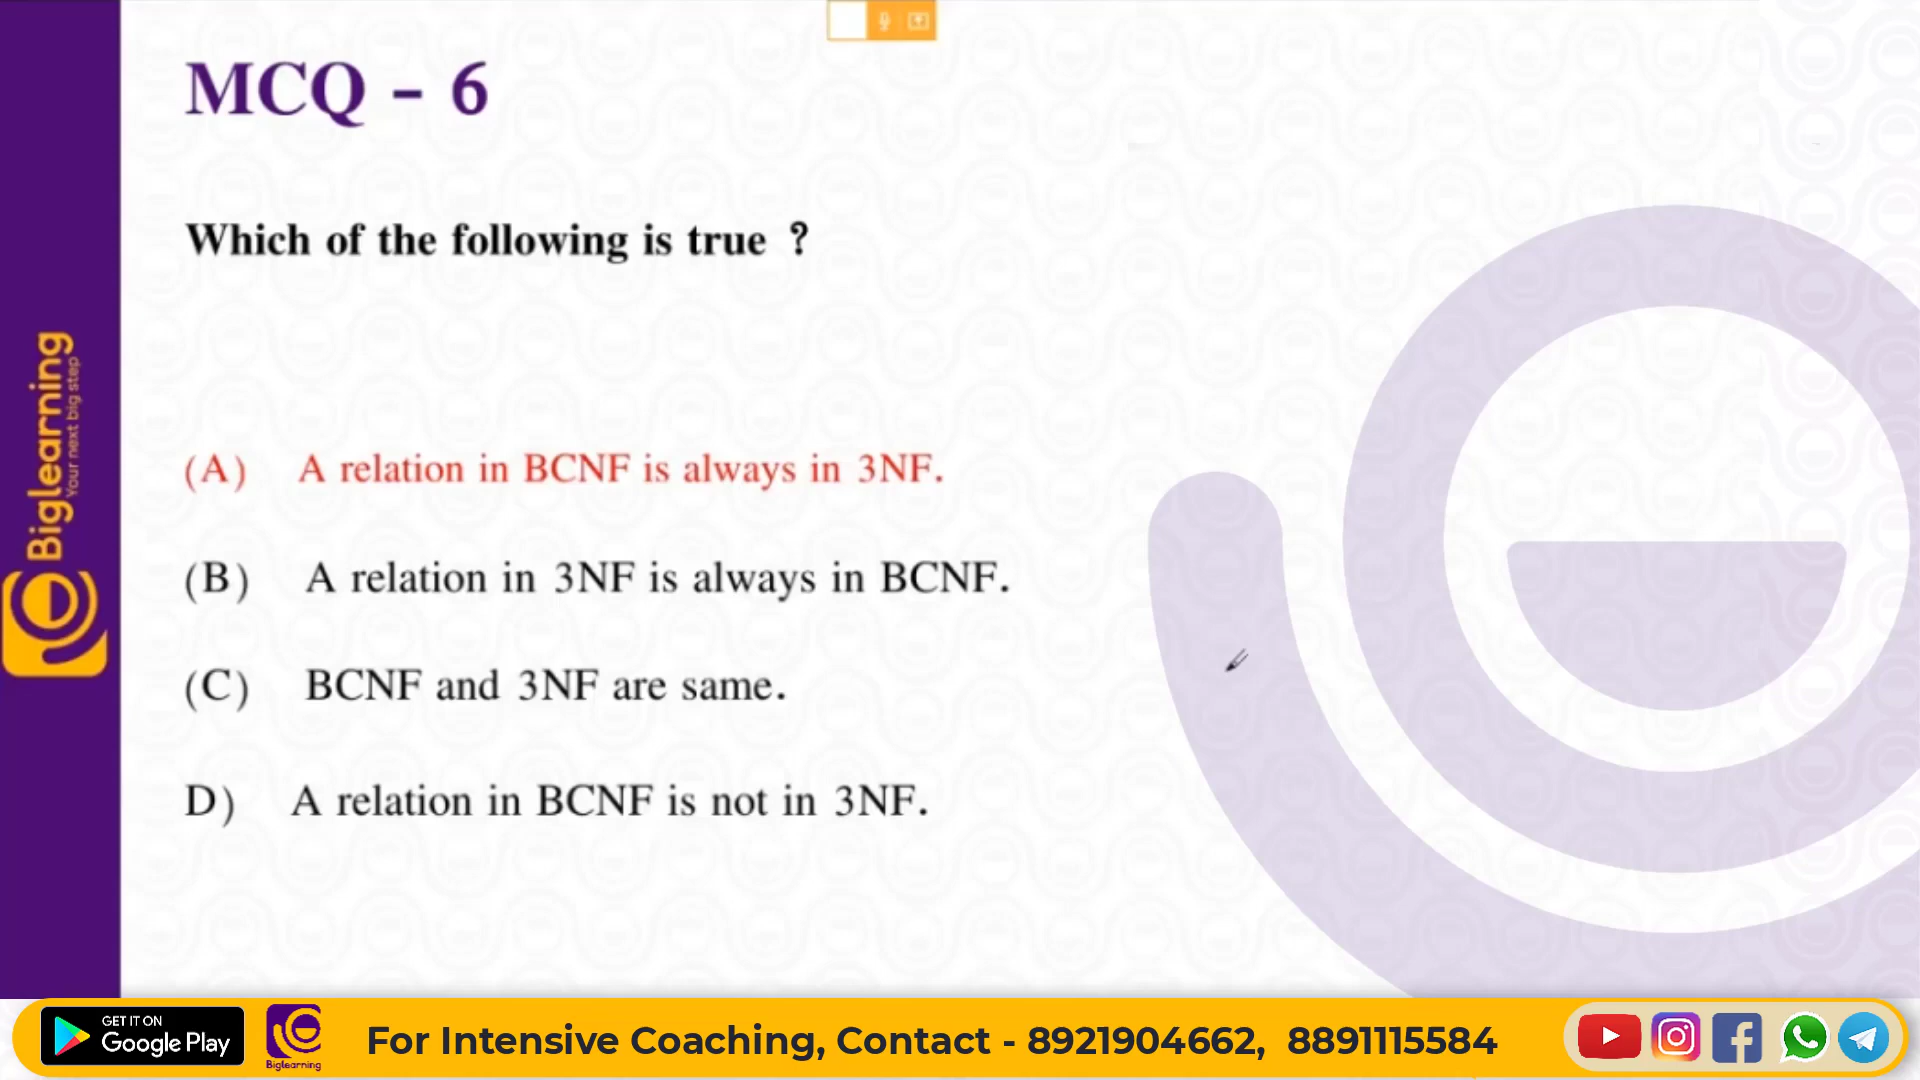 MCQ - 6
Which of the following is true ?
(A) A relation in BCNF is always in 3NF.
(B) A relation in 3NF is always in BCNF.
(C) BCNF and 3NF are same.
D) A relation in BCNF is not in 3NF.
Biglearning
Your next big step
GET IT ON
Google Play
Biglearning
For Intensive Coaching, Contact - 8921904662, 8891115584